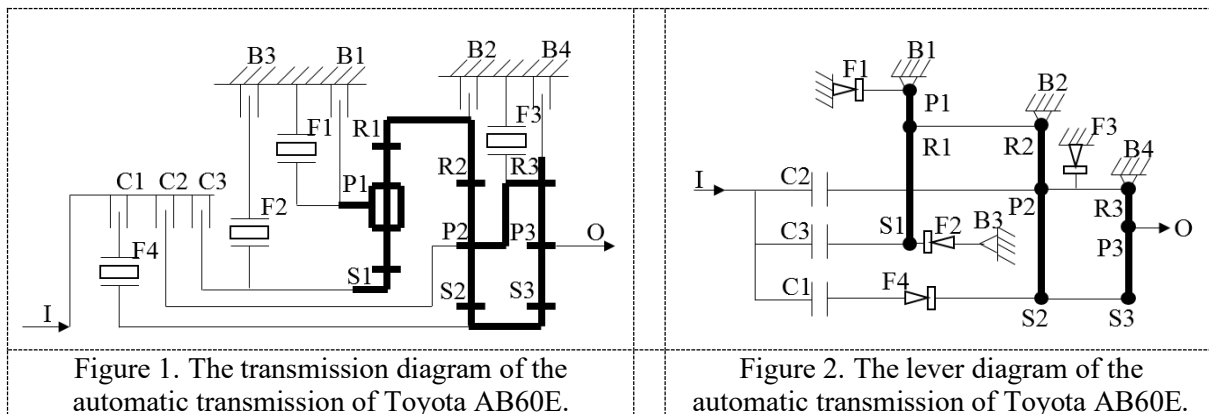 B3 B1 B2 B4
F1 R1 F3
R2 R3
C1 C2 C3 P1
F2 P2 P3 O
F4
S1 S2 S3
I
Figure 1. The transmission diagram of the
automatic transmission of Toyota AB60E.
B1
F1 B2
P1 F3
R1 R2 B4
C2
I P2 R3
C3 S1 F2 B3 P3 O
C1 F4
S2 S3
Figure 2. The lever diagram of the
automatic transmission of Toyota AB60E.